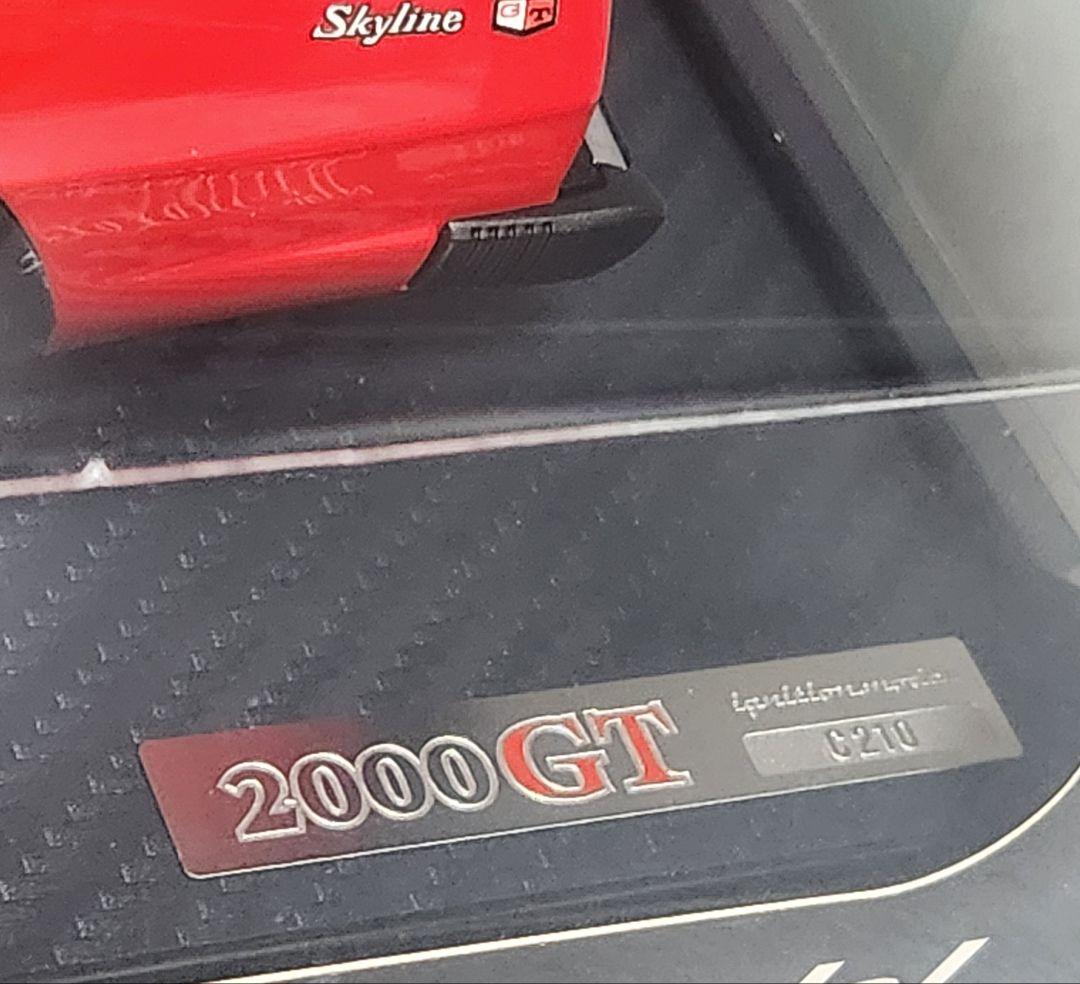 Skyline GT
ignition model
2000GT
C210